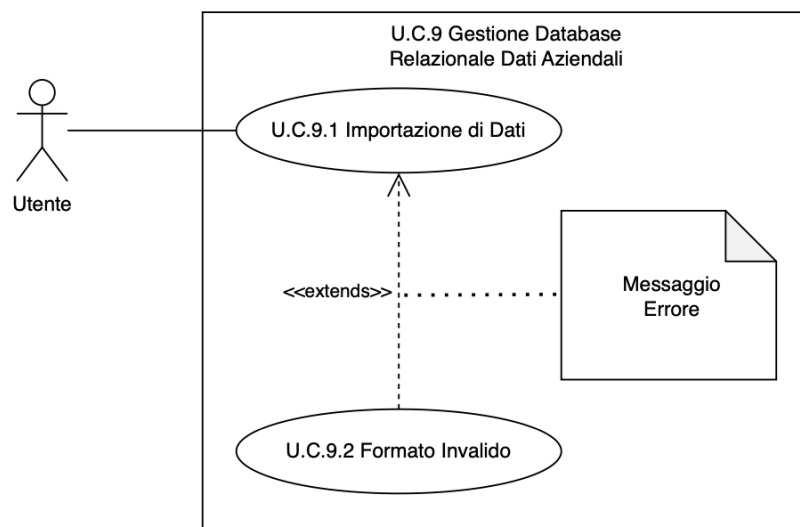 U.C.9 Gestione Database
Relazionale Dati Aziendali
U.C.9.1 Importazione di Dati
Utente
<<extends>>
Messaggio
Errore
U.C.9.2 Formato Invalido